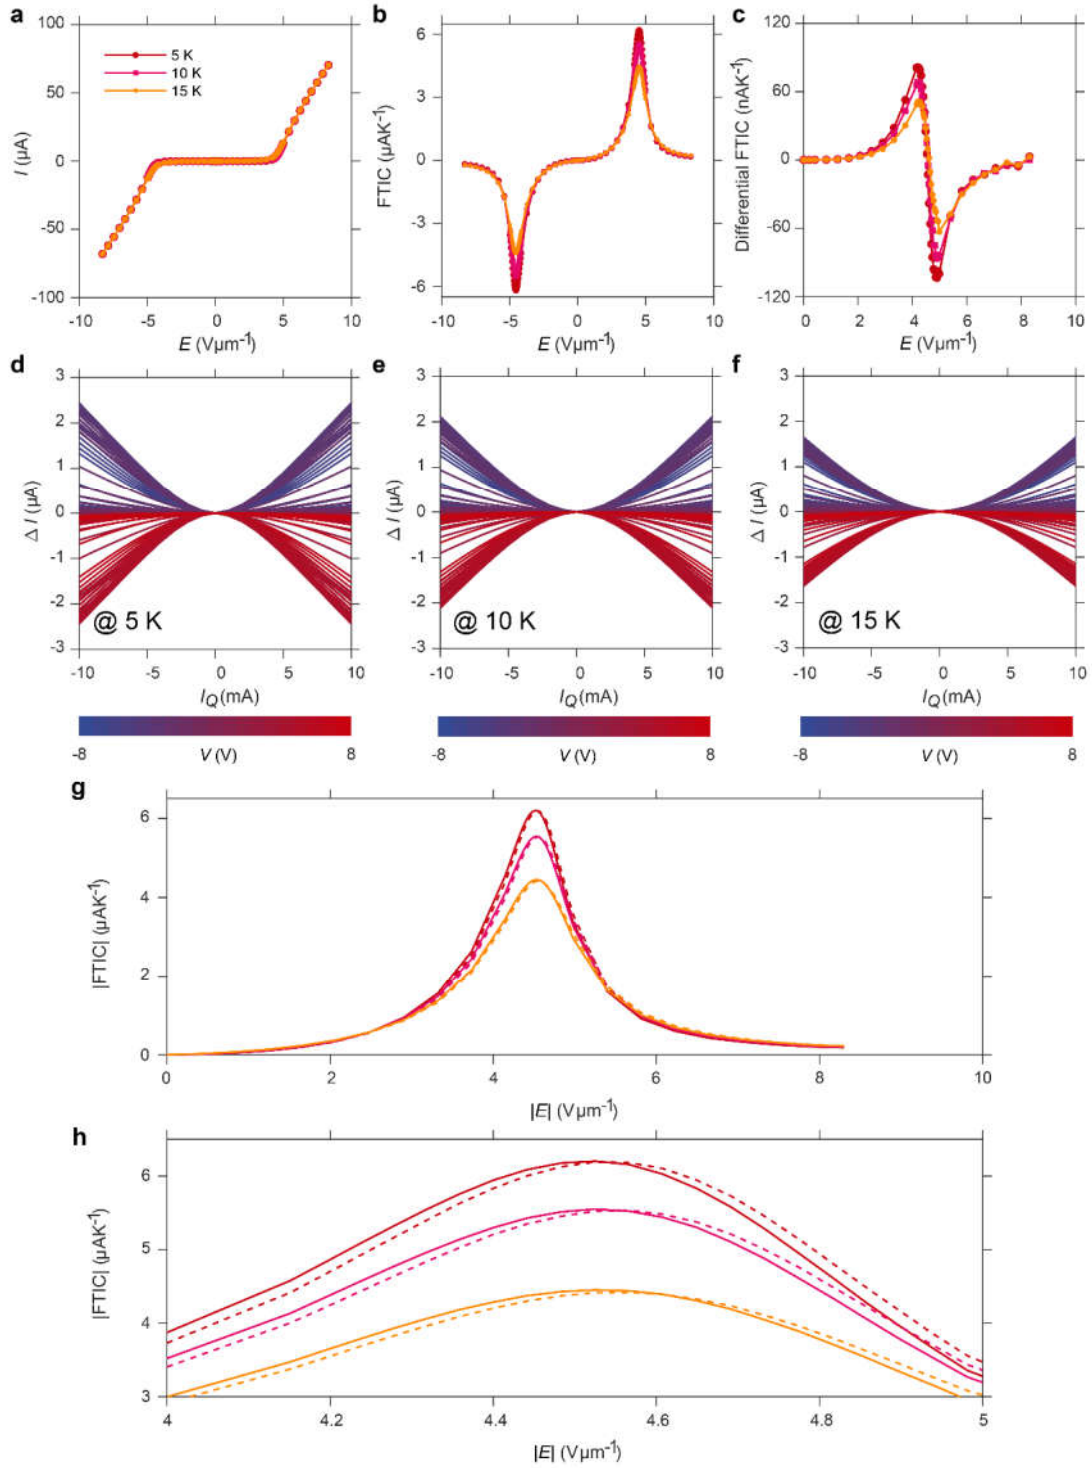 a
b
c
100
50
0
-50
-100
I (µA)
5 K
10 K
15 K
-10 -5 0 5 10
E (Vµm⁻¹)
6
3
0
-3
-6
FTIC (µAK⁻¹)
-10 -5 0 5 10
E (Vµm⁻¹)
120
60
0
-60
-120
Differential FTIC (nAK⁻¹)
0 2 4 6 8 10
E (Vµm⁻¹)
d
e
f
3
2
1
0
-1
-2
-3
Δ I (µA)
@ 5 K
-10 -5 0 5 10
I_Q (mA)
-8 V (V) 8
3
2
1
0
-1
-2
-3
Δ I (µA)
@ 10 K
-10 -5 0 5 10
I_Q (mA)
-8 V (V) 8
3
2
1
0
-1
-2
-3
Δ I (µA)
@ 15 K
-10 -5 0 5 10
I_Q (mA)
-8 V (V) 8
g
6
4
2
0
|FTIC| (µAK⁻¹)
0 2 4 6 8 10
|E| (Vµm⁻¹)
h
6
5
4
3
|FTIC| (µAK⁻¹)
4 4.2 4.4 4.6 4.8 5
|E| (Vµm⁻¹)